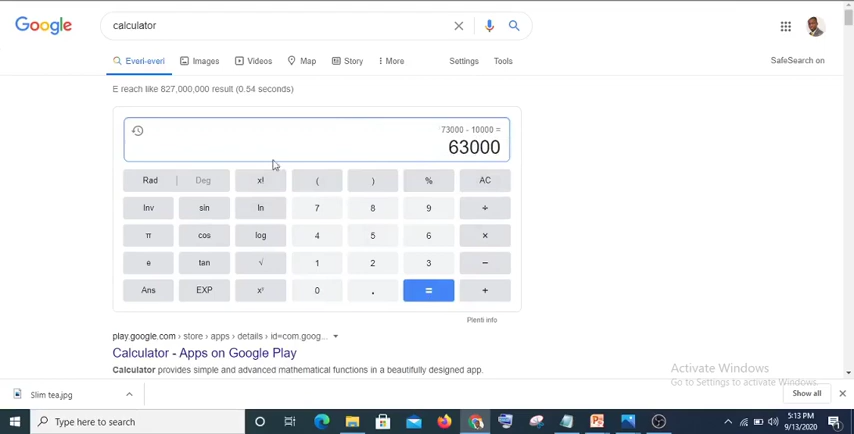 Google
calculator
Everi-everi Images Videos Map Story More Settings Tools SafeSearch on
E reach like 827,000,000 result (0.54 seconds)
73000 - 10000 =
63000
Rad Deg x! ( ) % AC
Inv sin ln 7 8 9 ÷
π cos log 4 5 6 ×
e tan √ 1 2 3 −
Ans EXP 0 . = +
Plenti info
play.google.com › store › apps › details › id=com.goog...
Calculator - Apps on Google Play
Calculator provides simple and advanced mathematical functions in a beautifully designed app.
Activate Windows
Go to Settings to activate Windows.
Slim tea.jpg Show all
Type here to search
5:13 PM
9/13/2020